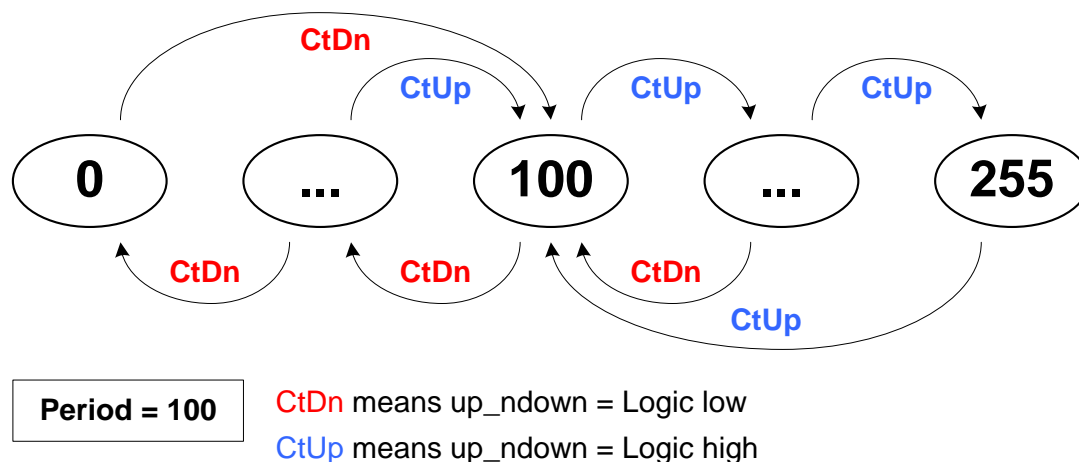 CtDn
CtUp
CtUp
CtUp
0
...
100
...
255
CtDn
CtDn
CtDn
CtUp
Period = 100
CtDn means up_ndown = Logic low
CtUp means up_ndown = Logic high